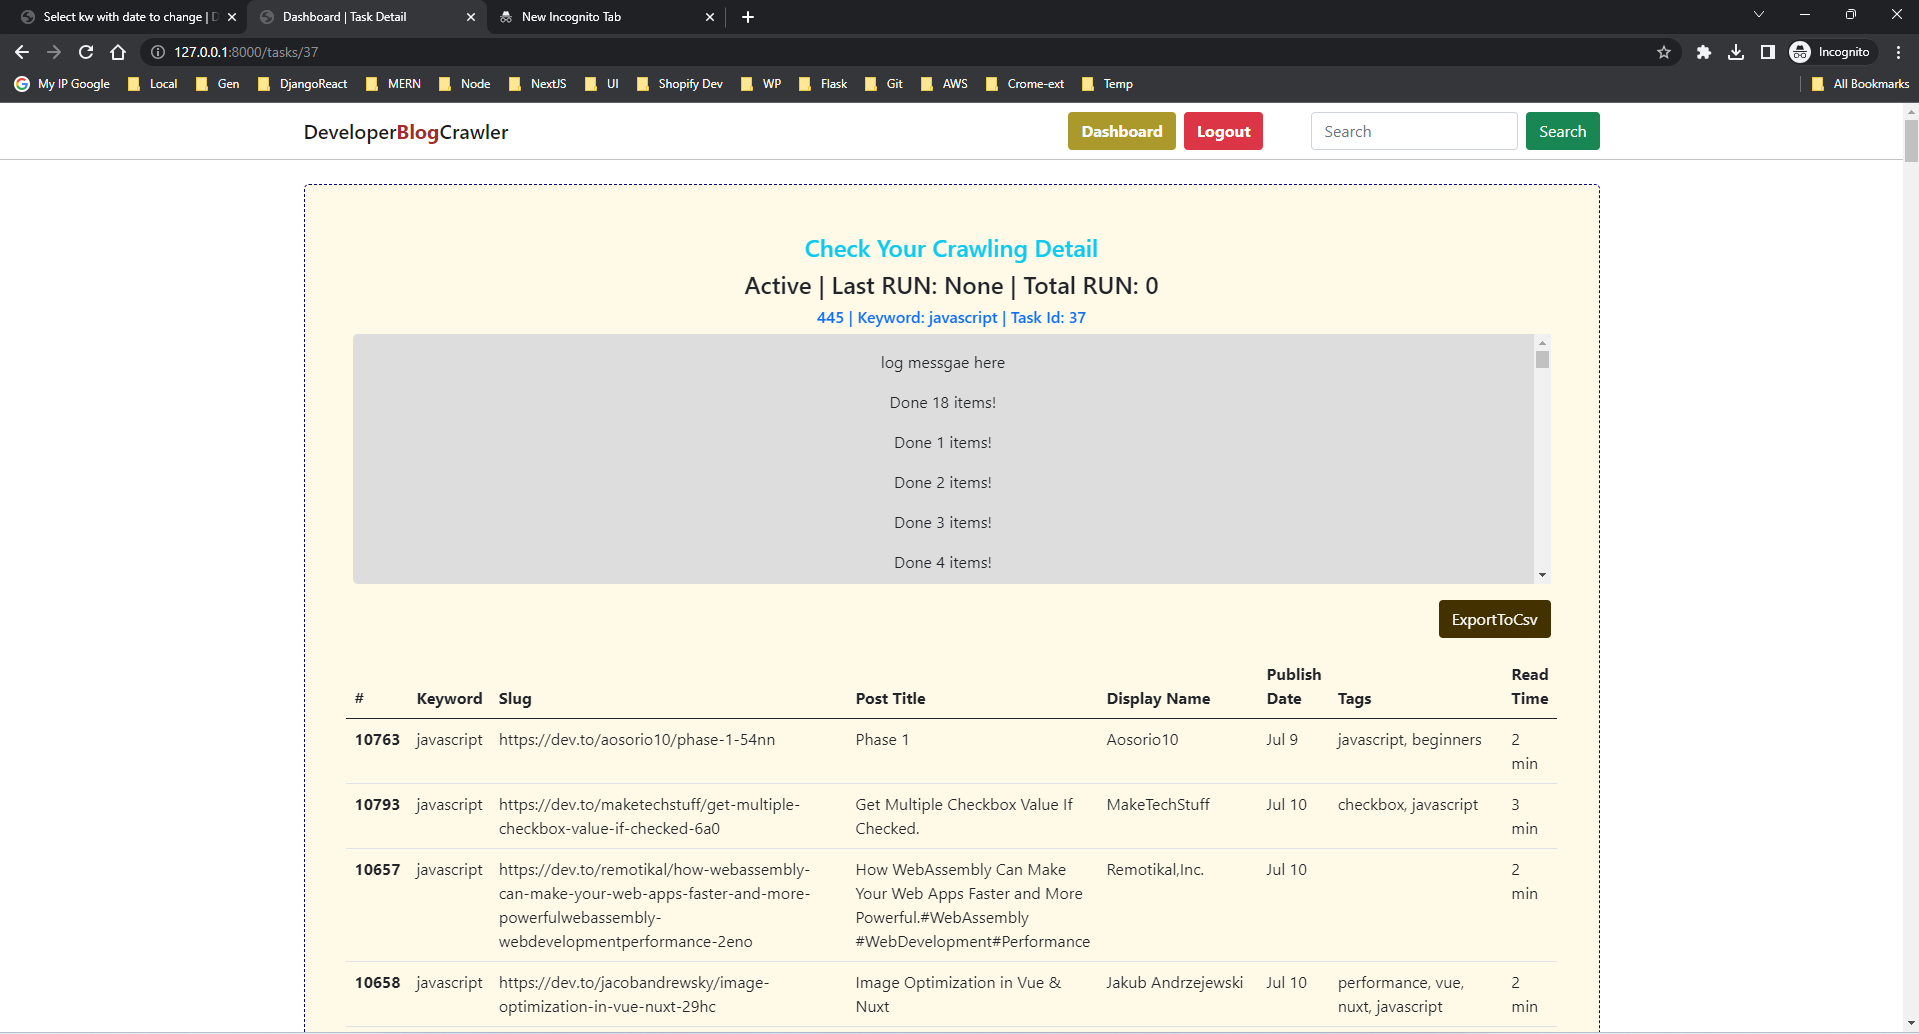 Select kw with date to change |
Dashboard | Task Detail
New Incognito Tab
127.0.0.1:8000/tasks/37
Incognito
My IP Google
Local
Gen
DjangoReact
MERN
Node
NextJS
UI
Shopify Dev
WP
Flask
Git
AWS
Crome-ext
Temp
All Bookmarks
DeveloperBlogCrawler
Dashboard
Logout
Search
Search
Check Your Crawling Detail
Active | Last RUN: None | Total RUN: 0
445 | Keyword: javascript | Task Id: 37
log messgae here
Done 18 items!
Done 1 items!
Done 2 items!
Done 3 items!
Done 4 items!
ExportToCsv
# Keyword Slug Post Title Display Name Publish Date Tags Read Time
10763 javascript https://dev.to/aosorio10/phase-1-54nn Phase 1 Aosorio10 Jul 9 javascript, beginners 2
min
10793 javascript https://dev.to/maketechstuff/get-multiple- Get Multiple Checkbox Value If MakeTechStuff Jul 10 checkbox, javascript 3
checkbox-value-if-checked-6a0 Checked. min
10657 javascript https://dev.to/remotikal/how-webassembly- How WebAssembly Can Make Remotikal,Inc. Jul 10 2
can-make-your-web-apps-faster-and-more- Your Web Apps Faster and More min
powerfulwebassembly- Powerful.#WebAssembly
webdevelopmentperformance-2eno #WebDevelopment#Performance
10658 javascript https://dev.to/jacobandrewsky/image- Image Optimization in Vue & Jakub Andrzejewski Jul 10 performance, vue, 2
optimization-in-vue-nuxt-29hc Nuxt nuxt, javascript min